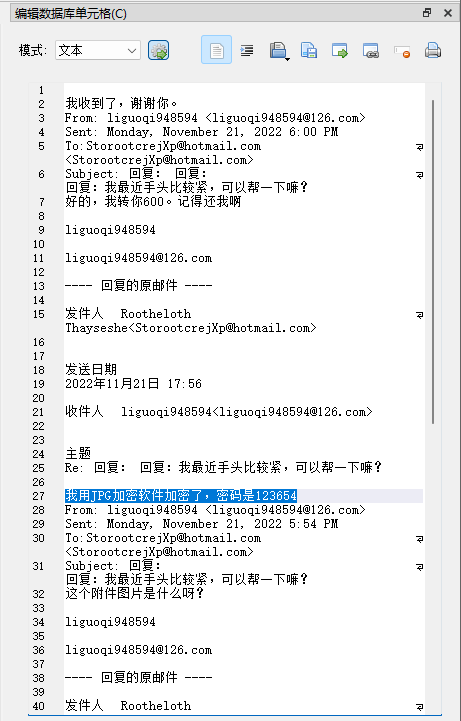 编辑数据库单元格(C)
模式: 文本
1
2 我收到了，谢谢你。
3 From: liguoqi948594 <liguoqi948594@126.com>
4 Sent: Monday, November 21, 2022 6:00 PM
5 To:StorootcrejXp@hotmail.com
<StorootcrejXp@hotmail.com>
6 Subject: 回复: 回复:
回复：我最近手头比较紧，可以帮一下嘛？
7 好的，我转你600。记得还我啊
8
9 liguoqi948594
10
11 liguoqi948594@126.com
12
13 ---- 回复的原邮件 ----
14
15 发件人 Rootheloth
Thayseshe<StorootcrejXp@hotmail.com>
16
17
18 发送日期
19 2022年11月21日 17:56
20
21 收件人 liguoqi948594<liguoqi948594@126.com>
22
23
24 主题
25 Re: 回复: 回复：我最近手头比较紧，可以帮一下嘛？
26
27 我用JPG加密软件加密了，密码是123654
28 From: liguoqi948594 <liguoqi948594@126.com>
29 Sent: Monday, November 21, 2022 5:54 PM
30 To:StorootcrejXp@hotmail.com
<StorootcrejXp@hotmail.com>
31 Subject: 回复:
回复：我最近手头比较紧，可以帮一下嘛？
32 这个附件图片是什么呀？
33
34 liguoqi948594
35
36 liguoqi948594@126.com
37
38 ---- 回复的原邮件 ----
39
40 发件人 Rootheloth